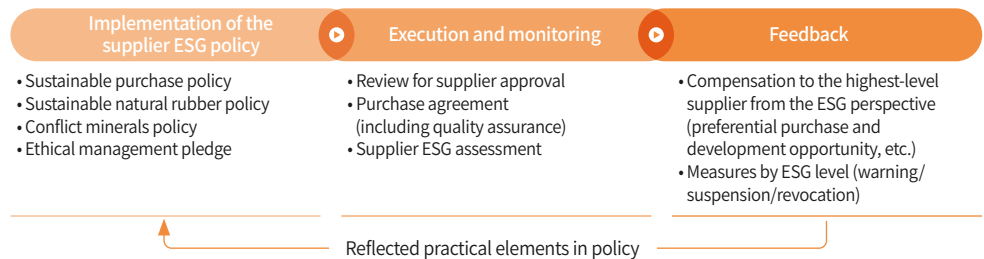 Implementation of the
supplier ESG policy
• Sustainable purchase policy
• Sustainable natural rubber policy
• Conflict minerals policy
• Ethical management pledge
Execution and monitoring
• Review for supplier approval
• Purchase agreement
(including quality assurance)
• Supplier ESG assessment
Feedback
• Compensation to the highest-level
supplier from the ESG perspective
(preferential purchase and
development opportunity, etc.)
• Measures by ESG level (warning/
suspension/revocation)
Reflected practical elements in policy